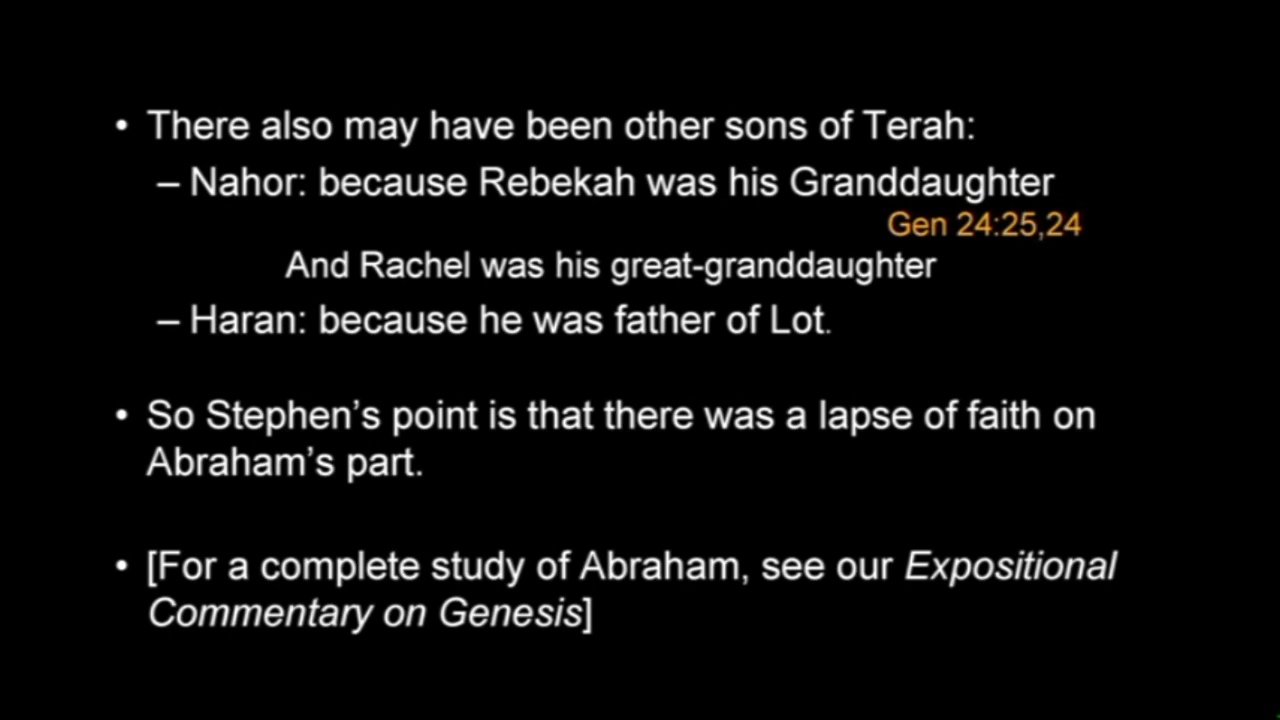 • There also may have been other sons of Terah:
– Nahor: because Rebekah was his Granddaughter
Gen 24:25,24
And Rachel was his great-granddaughter
– Haran: because he was father of Lot.
• So Stephen’s point is that there was a lapse of faith on
Abraham’s part.
• [For a complete study of Abraham, see our Expositional
Commentary on Genesis]